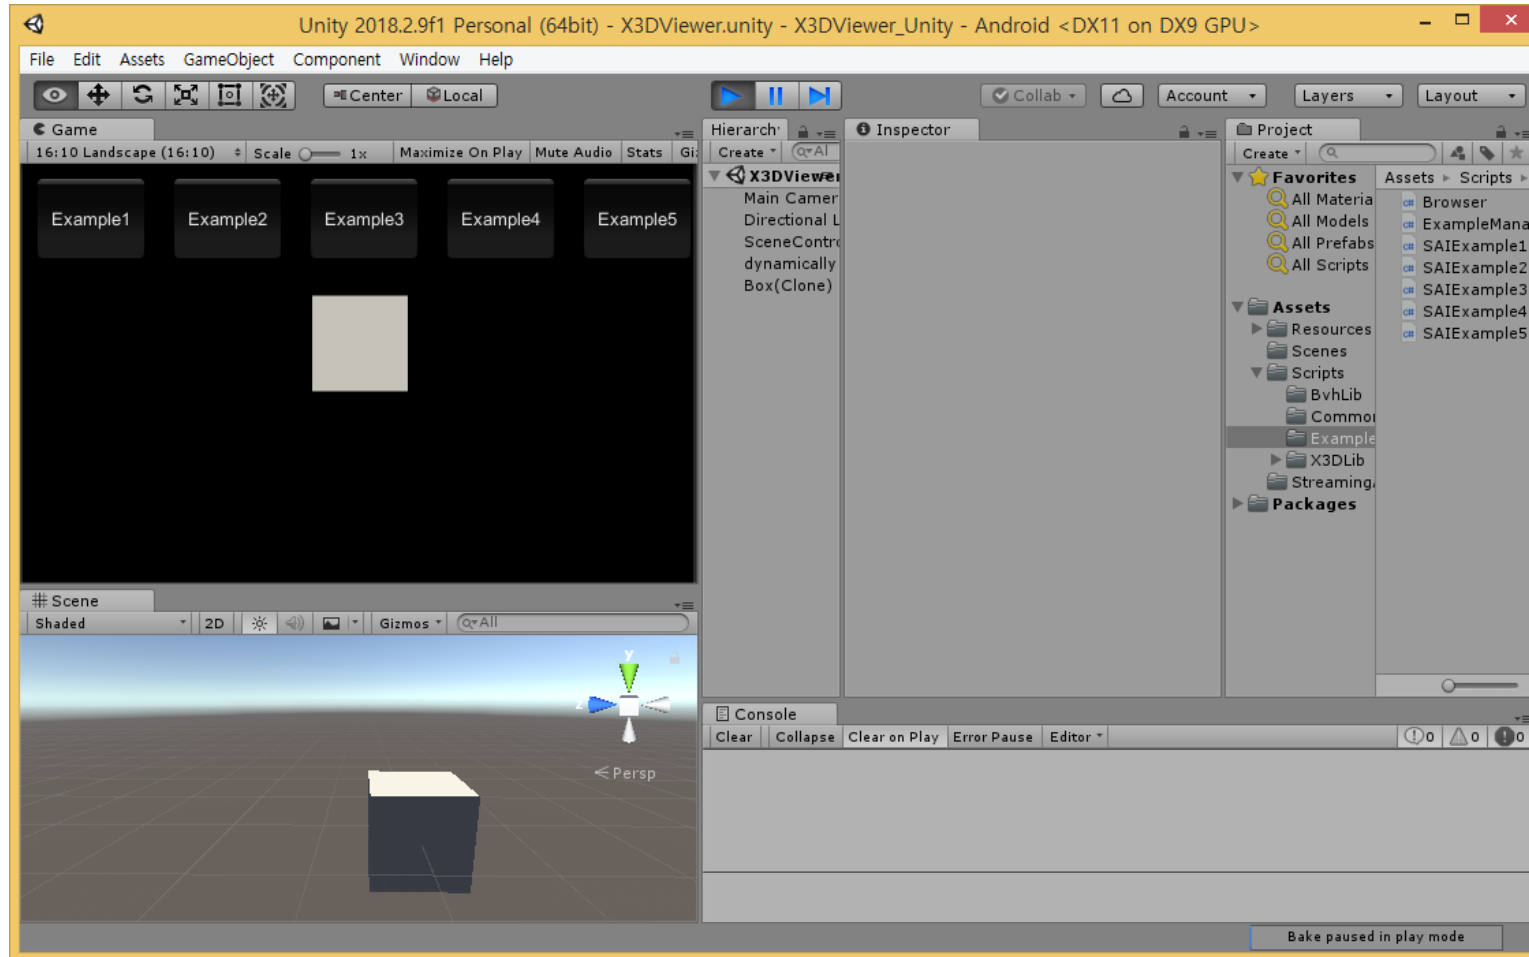 Unity 2018.2.9f1 Personal (64bit) - X3DViewer.unity - X3DViewer_Unity - Android <DX11 on DX9 GPU>
File Edit Assets GameObject Component Window Help
Center Local Collab Account Layers Layout
Game
16:10 Landscape (16:10) Scale 1x Maximize On Play Mute Audio Stats Gi
Example1 Example2 Example3 Example4 Example5
Scene
Shaded 2D Gizmos All
y
z
Persp
Hierarch
Create Al
X3DViewer
Main Camer
Directional L
SceneContro
dynamically
Box(Clone)
Inspector
Project
Create
Favorites
All Materia
All Models
All Prefabs
All Scripts
Assets
Resources
Scenes
Scripts
BvhLib
Common
Example
X3DLib
Streaming
Packages
Assets Scripts
Browser
ExampleMana
SAIExample1
SAIExample2
SAIExample3
SAIExample4
SAIExample5
Console
Clear Collapse Clear on Play Error Pause Editor 0 0 0
Bake paused in play mode